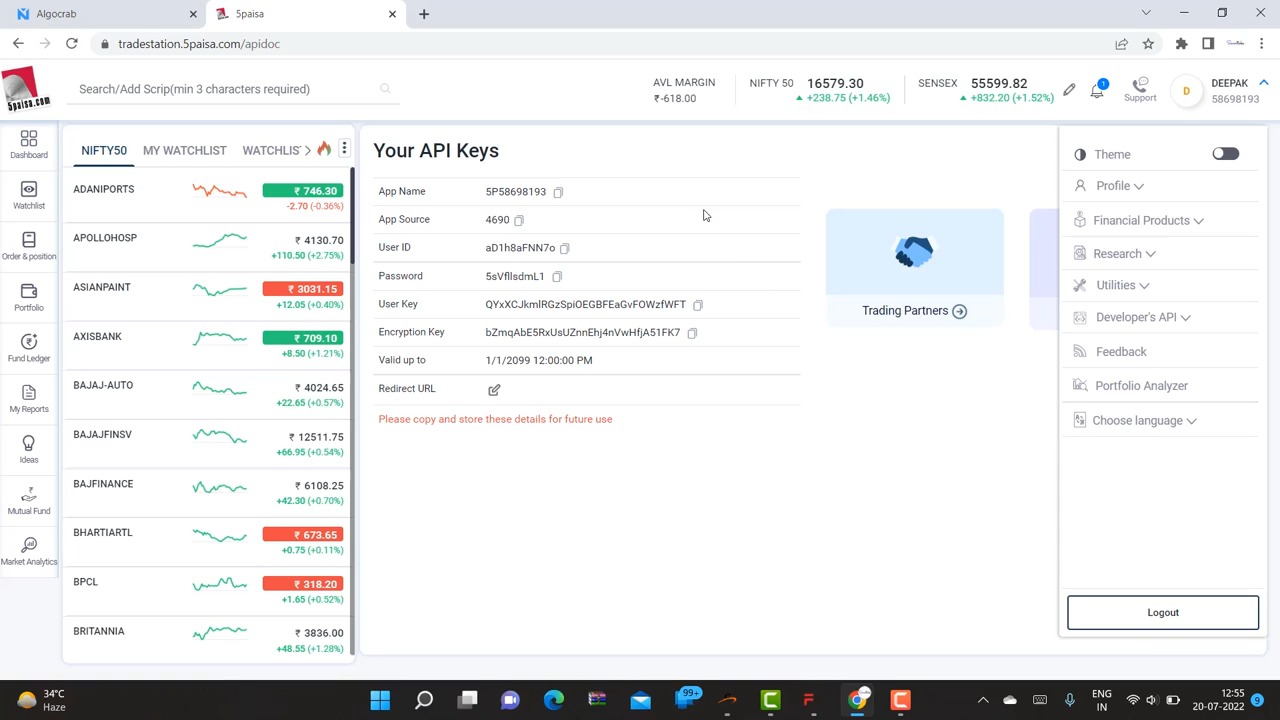 Algocrab
5paisa
tradestation.5paisa.com/apidoc
5paisa.com
Search/Add Scrip(min 3 characters required)
AVL MARGIN
₹-618.00
NIFTY 50 16579.30
+238.75 (+1.46%)
SENSEX 55599.82
+832.20 (+1.52%)
1
Support
D
DEEPAK
58698193
Dashboard
Watchlist
Order & position
Portfolio
Fund Ledger
My Reports
Ideas
Mutual Fund
Market Analytics
NIFTY50 MY WATCHLIST WATCHLIS
ADANIPORTS ₹ 746.30
-2.70 (-0.36%)
APOLLOHOSP ₹ 4130.70
+110.50 (+2.75%)
ASIANPAINT ₹ 3031.15
+12.05 (+0.40%)
AXISBANK ₹ 709.10
+8.50 (+1.21%)
BAJAJ-AUTO ₹ 4024.65
+22.65 (+0.57%)
BAJAJFINSV ₹ 12511.75
+66.95 (+0.54%)
BAJFINANCE ₹ 6108.25
+42.30 (+0.70%)
BHARTIARTL ₹ 673.65
+0.75 (+0.11%)
BPCL ₹ 318.20
+1.65 (+0.52%)
BRITANNIA ₹ 3836.00
+48.55 (+1.28%)
Your API Keys
App Name 5P58698193
App Source 4690
User ID aD1h8aFNN7o
Password 5sVfllsdmL1
User Key QYxXCJkmlRGzSpiOEGBFEaGvFOWzfWFT
Encryption Key bZmqAbE5RxUsUZnnEhj4nVwHfjA51FK7
Valid up to 1/1/2099 12:00:00 PM
Redirect URL
Please copy and store these details for future use
Trading Partners
Theme
Profile
Financial Products
Research
Utilities
Developer's API
Feedback
Portfolio Analyzer
Choose language
Logout
34°C
Haze
99+
ENG
IN
12:55
20-07-2022
9